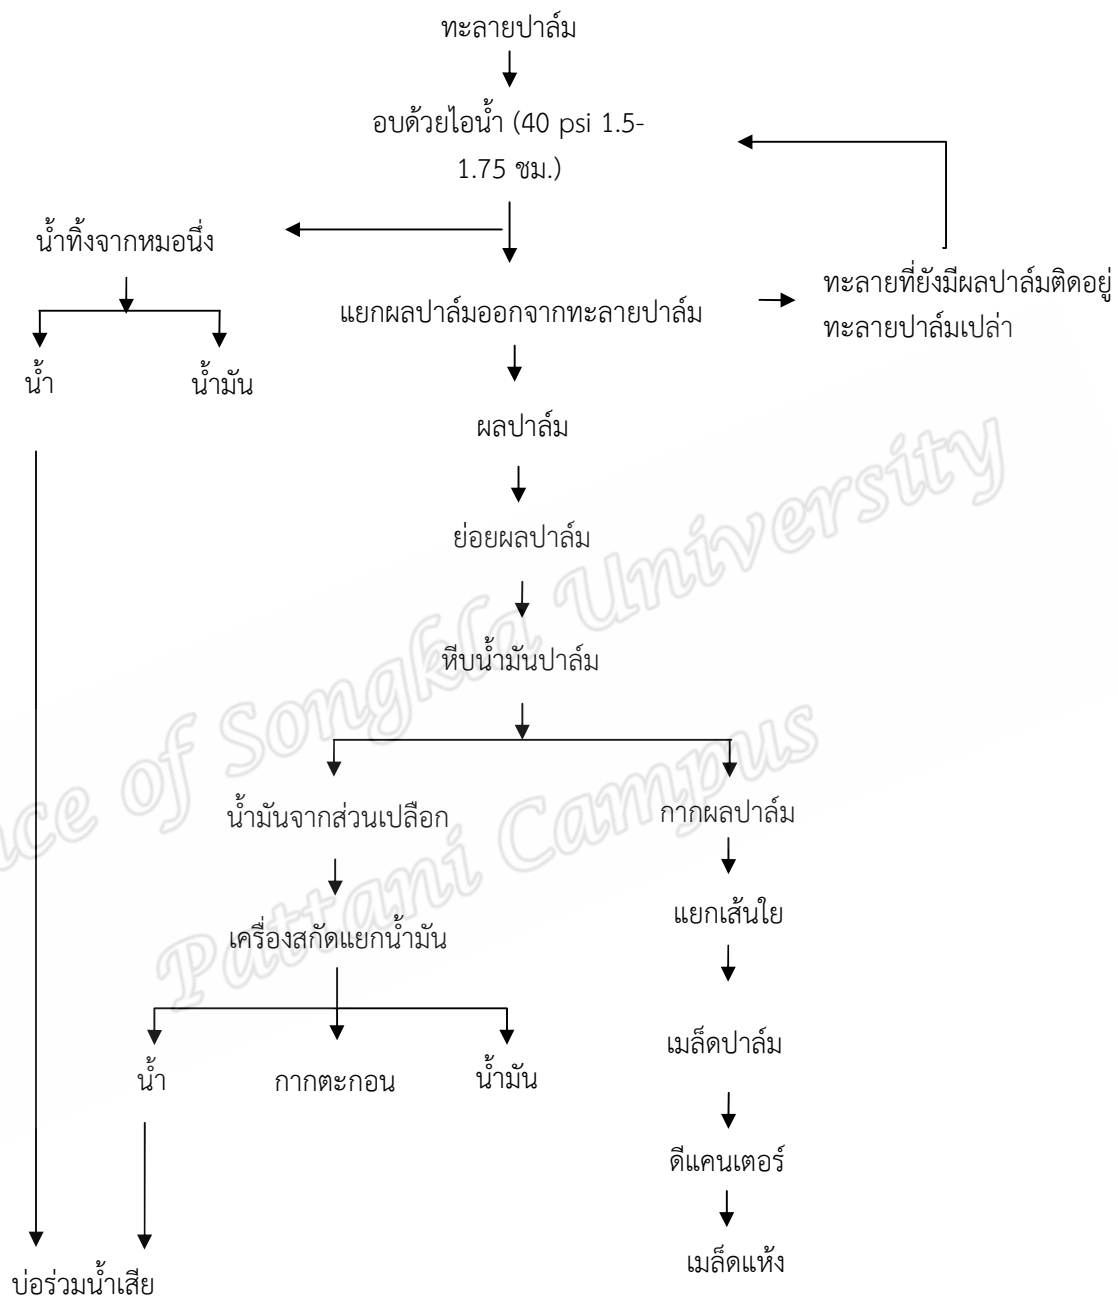 ทะลายปาล์ม
อบด้วยไอน้ำ (40 psi 1.5-
1.75 ชม.)
น้ำทิ้งจากหมอนึ่ง
ทะลายที่ยังมีผลปาล์มติดอยู่
แยกผลปาล์มออกจากทะลายปาล์ม
ทะลายปาล์มเปล่า
น้ำ
น้ำมัน
ผลปาล์ม
ย่อยผลปาล์ม
หีบน้ำมันปาล์ม
น้ำมันจากส่วนเปลือก
กากผลปาล์ม
แยกเส้นใย
เครื่องสกัดแยกน้ำมัน
เมล็ดปาล์ม
น้ำ
กากตะกอน
น้ำมัน
ดีแคนเตอร์
เมล็ดแห้ง
บ่อร่วมน้ำเสีย
nce of Songkla University
Pattani Campus